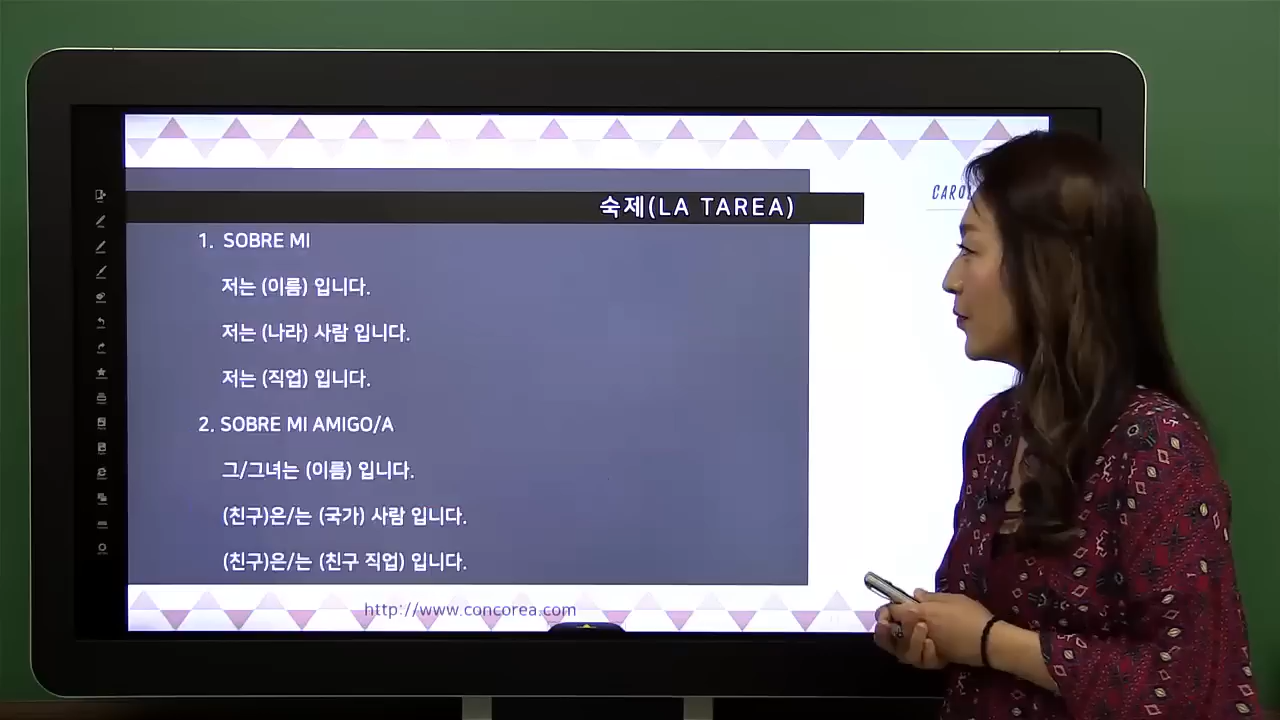 숙제(LA TAREA)
1. SOBRE MI
저는 (이름) 입니다.
저는 (나라) 사람 입니다.
저는 (직업) 입니다.
2. SOBRE MI AMIGO/A
그/그녀는 (이름) 입니다.
(친구)은/는 (국가) 사람 입니다.
(친구)은/는 (친구 직업) 입니다.
http://www.concorea.com